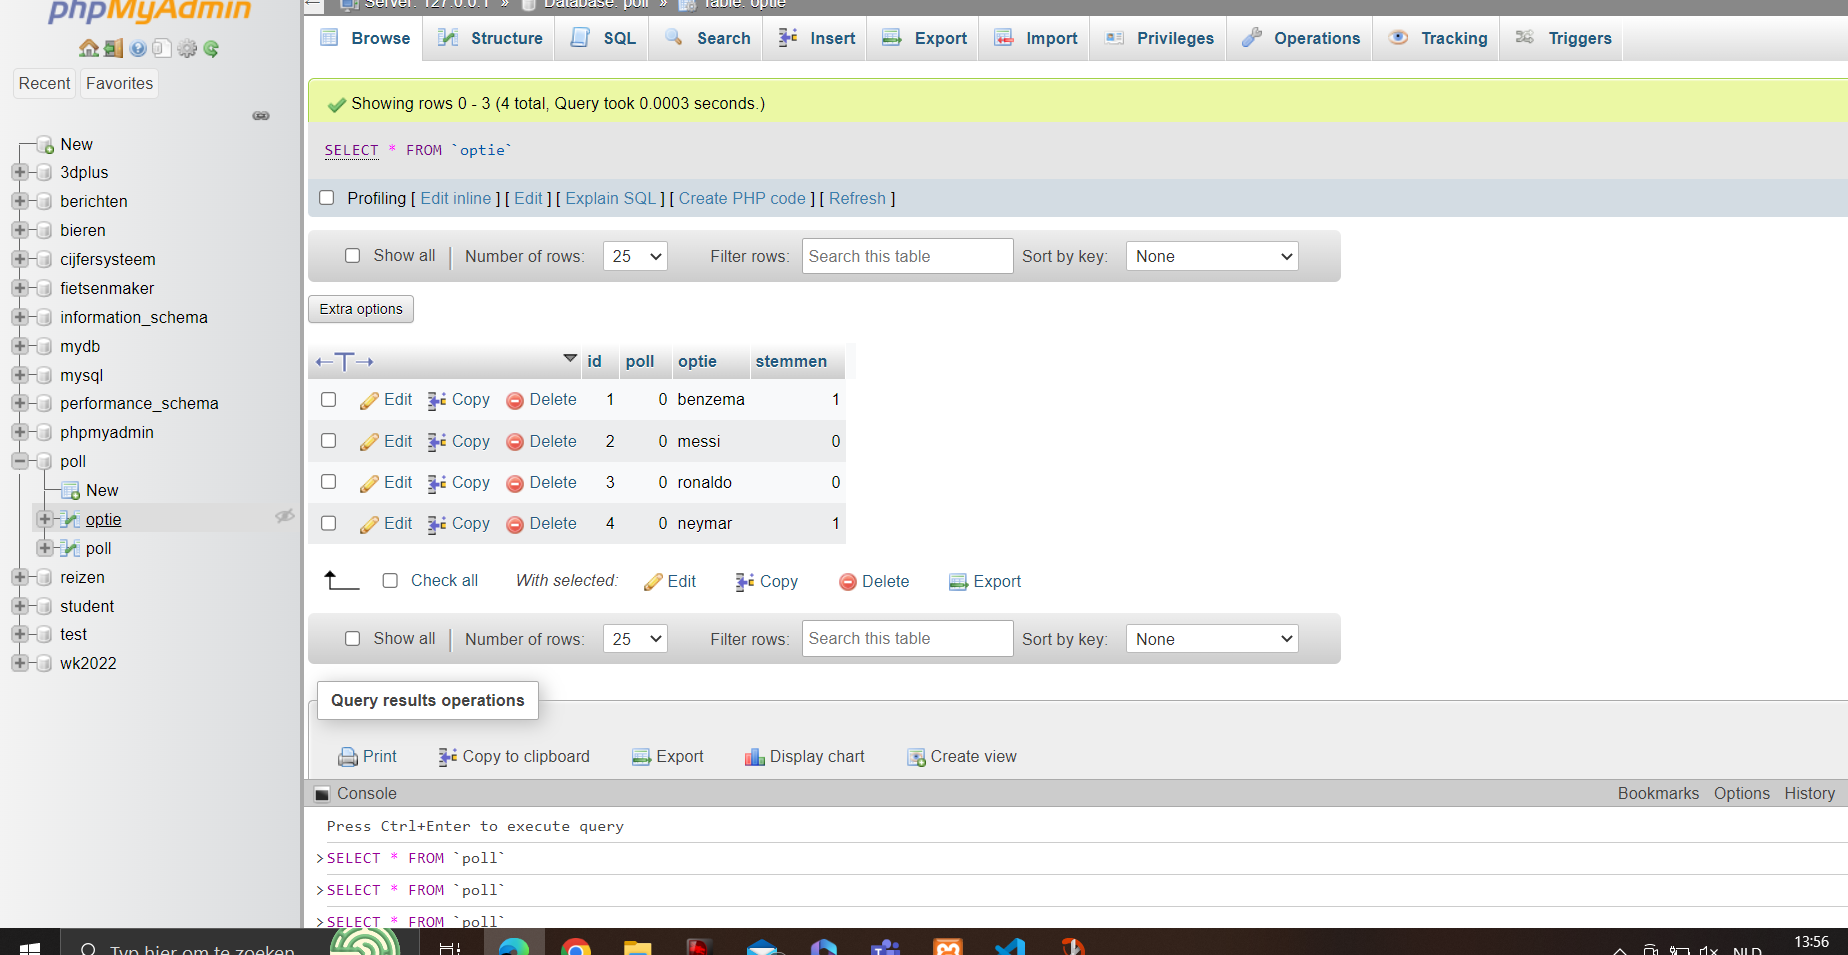 phpMyAdmin
Server: 127.0.0.1 » Database: poll » Table: optie
Browse Structure SQL Search Insert Export Import Privileges Operations Tracking Triggers
Recent Favorites
New
3dplus
berichten
bieren
cijfersysteem
fietsenmaker
information_schema
mydb
mysql
performance_schema
phpmyadmin
poll
New
optie
poll
reizen
student
test
wk2022
Showing rows 0 - 3 (4 total, Query took 0.0003 seconds.)
SELECT * FROM `optie`
Profiling [ Edit inline ] [ Edit ] [ Explain SQL ] [ Create PHP code ] [ Refresh ]
Show all Number of rows: 25 Filter rows: Search this table Sort by key: None
Extra options
id poll optie stemmen
Edit Copy Delete 1 0 benzema 1
Edit Copy Delete 2 0 messi 0
Edit Copy Delete 3 0 ronaldo 0
Edit Copy Delete 4 0 neymar 1
Check all With selected: Edit Copy Delete Export
Show all Number of rows: 25 Filter rows: Search this table Sort by key: None
Query results operations
Print Copy to clipboard Export Display chart Create view
Console Bookmarks Options History
Press Ctrl+Enter to execute query
>SELECT * FROM `poll`
>SELECT * FROM `poll`
>SELECT * FROM `poll`
Typ hier om te zoeken
NLD
13:56